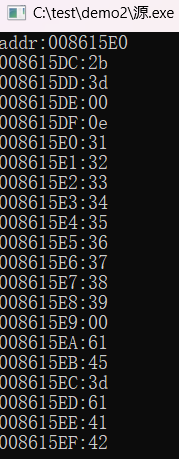 C:\test\demo2\源.exe
addr:008615E0
008615DC:2b
008615DD:3d
008615DE:00
008615DF:0e
008615E0:31
008615E1:32
008615E2:33
008615E3:34
008615E4:35
008615E5:36
008615E6:37
008615E7:38
008615E8:39
008615E9:00
008615EA:61
008615EB:45
008615EC:3d
008615ED:61
008615EE:41
008615EF:42